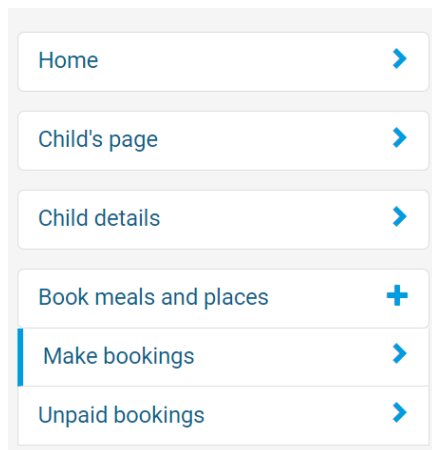 Home
Child's page
Child details
Book meals and places
Make bookings
Unpaid bookings